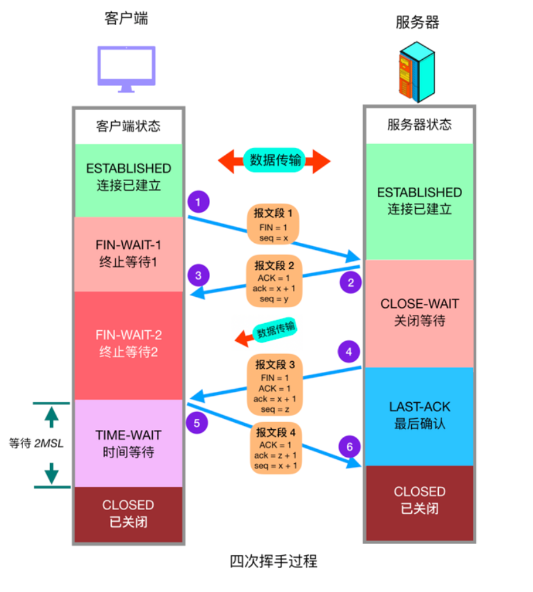 客户端
服务器
客户端状态
服务器状态
ESTABLISHED
连接已建立
数据传输
ESTABLISHED
连接已建立
1
报文段 1
FIN = 1
seq = x
FIN-WAIT-1
终止等待1
3
报文段 2
ACK = 1
ack = x + 1
seq = y
2
CLOSE-WAIT
关闭等待
FIN-WAIT-2
终止等待2
数据传输
4
报文段 3
FIN = 1
ACK = 1
ack = x + 1
seq = z
LAST-ACK
最后确认
等待 2MSL
TIME-WAIT
时间等待
5
报文段 4
ACK = 1
ack = z + 1
seq = x + 1
6
CLOSED
已关闭
CLOSED
已关闭
四次挥手过程